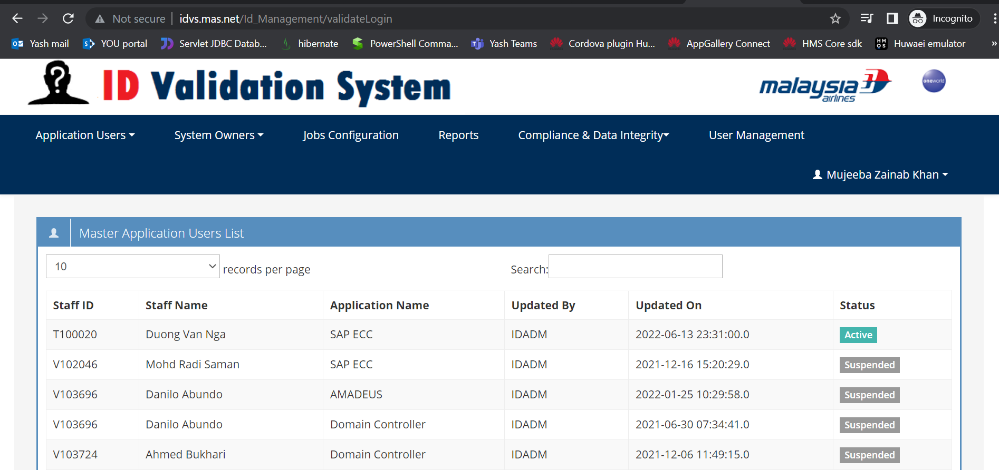 Not secure idvs.mas.net/Id_Management/validateLogin Incognito
Yash mail YOU portal Servlet JDBC Datab... hibernate PowerShell Comma... Yash Teams Cordova plugin Hu... AppGallery Connect HMS Core sdk Huwaei emulator »
ID Validation System malaysia airlines oneworld
Application Users System Owners Jobs Configuration Reports Compliance & Data Integrity User Management
Mujeeba Zainab Khan
Master Application Users List
10 records per page Search:
Staff ID Staff Name Application Name Updated By Updated On Status
T100020 Duong Van Nga SAP ECC IDADM 2022-06-13 23:31:00.0 Active
V102046 Mohd Radi Saman SAP ECC IDADM 2021-12-16 15:20:29.0 Suspended
V103696 Danilo Abundo AMADEUS IDADM 2022-01-25 10:29:58.0 Suspended
V103696 Danilo Abundo Domain Controller IDADM 2021-06-30 07:34:41.0 Suspended
V103724 Ahmed Bukhari Domain Controller IDADM 2021-12-06 11:49:15.0 Suspended